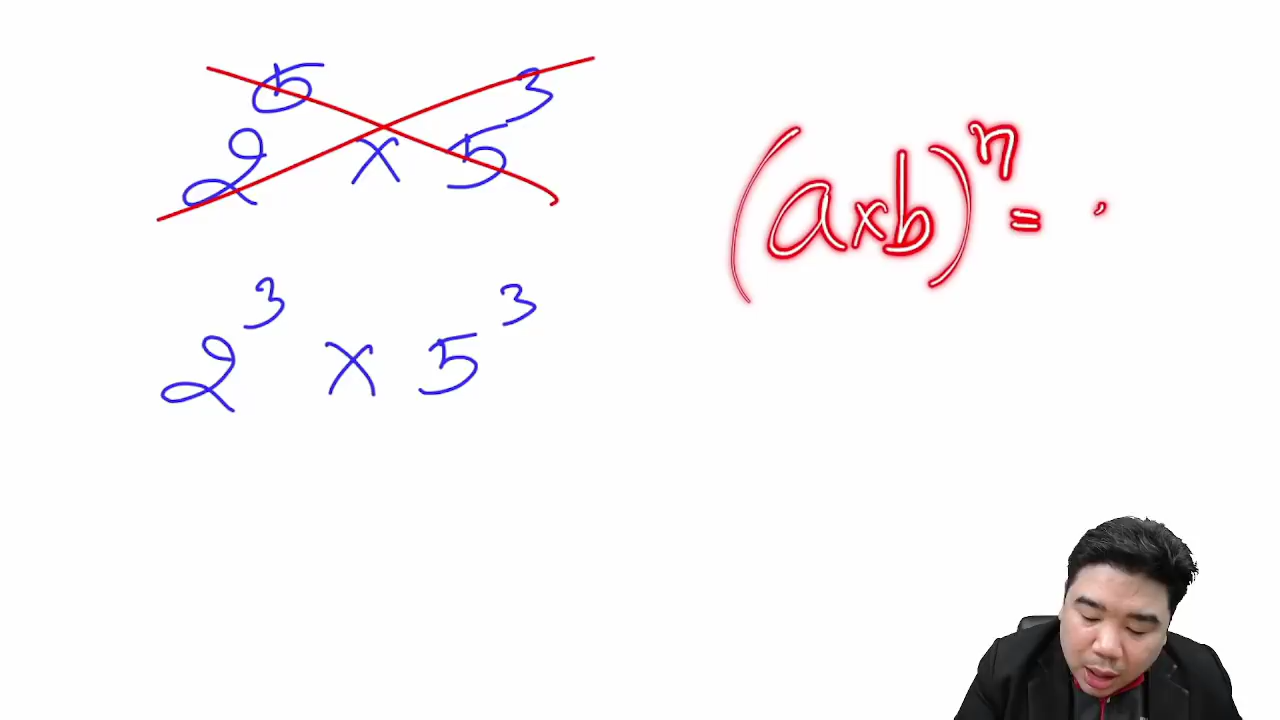 2⁵ × 5³
2³ × 5³
(a×b)ⁿ =